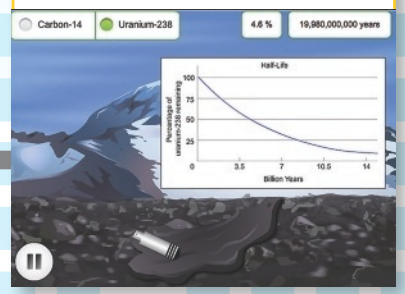 Carbon-14 Uranium-238 4.6 % 19,980,000,000 years
Half-Life
Percentage of
uranium-238 remaining
100
75
50
25
0 3.5 7 10.5 14
Billion Years